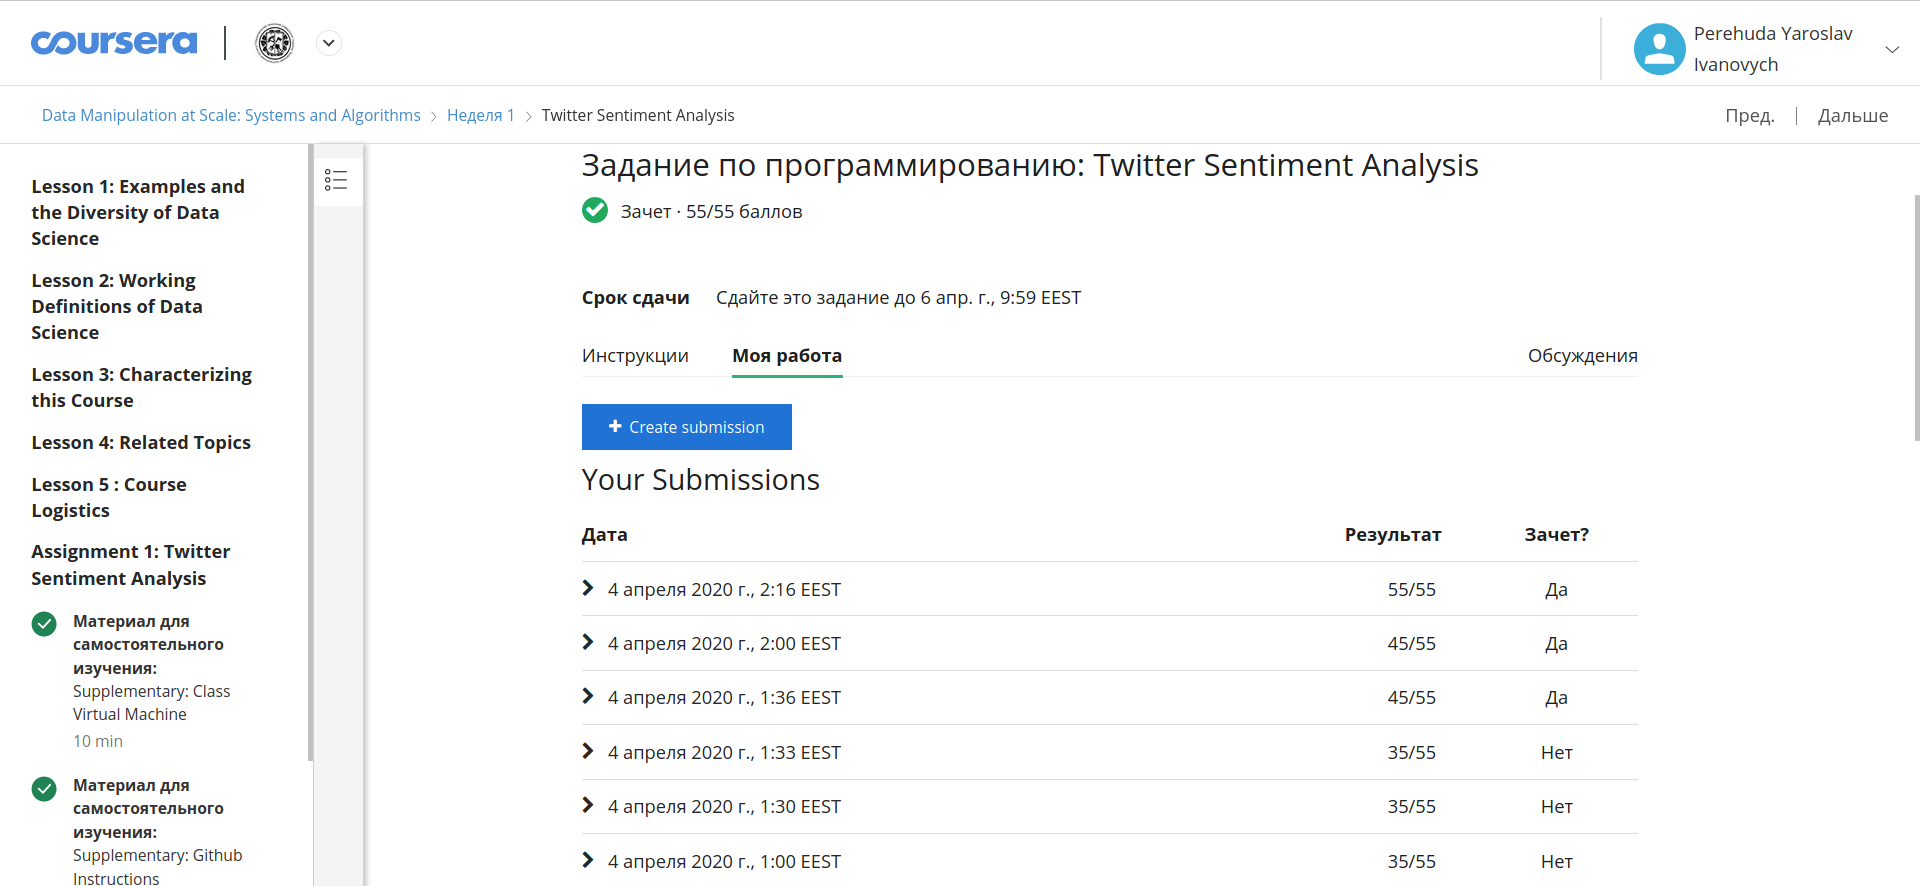 coursera
Perehuda Yaroslav
Ivanovych
Data Manipulation at Scale: Systems and Algorithms > Неделя 1 > Twitter Sentiment Analysis
Пред. | Дальше
Lesson 1: Examples and
the Diversity of Data
Science
Lesson 2: Working
Definitions of Data
Science
Lesson 3: Characterizing
this Course
Lesson 4: Related Topics
Lesson 5 : Course
Logistics
Assignment 1: Twitter
Sentiment Analysis
Материал для
самостоятельного
изучения:
Supplementary: Class
Virtual Machine
10 min
Материал для
самостоятельного
изучения:
Supplementary: Github
Instructions
Задание по программированию: Twitter Sentiment Analysis
Зачет · 55/55 баллов
Срок сдачи Сдайте это задание до 6 апр. г., 9:59 EEST
Инструкции Моя работа Обсуждения
+ Create submission
Your Submissions
Дата Результат Зачет?
4 апреля 2020 г., 2:16 EEST 55/55 Да
4 апреля 2020 г., 2:00 EEST 45/55 Да
4 апреля 2020 г., 1:36 EEST 45/55 Да
4 апреля 2020 г., 1:33 EEST 35/55 Нет
4 апреля 2020 г., 1:30 EEST 35/55 Нет
4 апреля 2020 г., 1:00 EEST 35/55 Нет